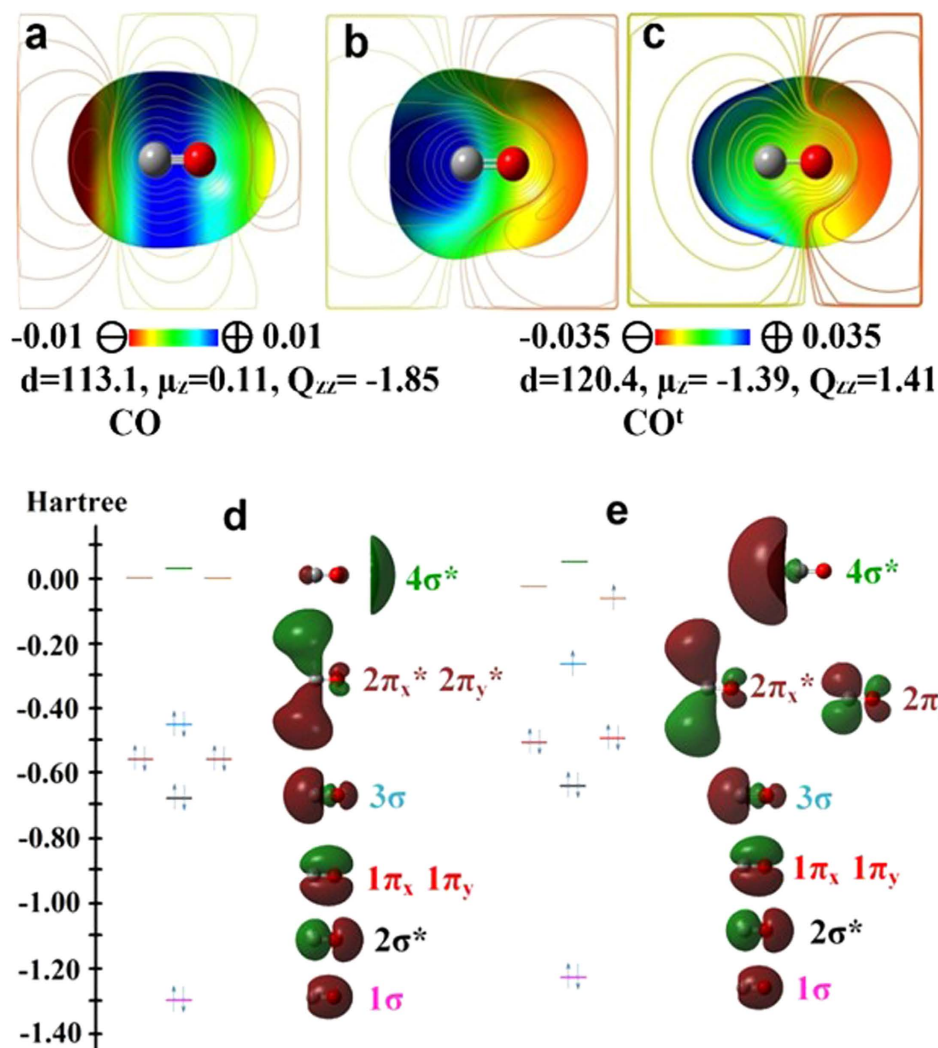 a b c
-0.01 ⊖ ⊕ 0.01 -0.035 ⊖ ⊕ 0.035
d=113.1, μz=0.11, Qzz= -1.85 d=120.4, μz= -1.39, Qzz=1.41
CO COᵗ
Hartree d e
0.00 4σ* 4σ*
-0.20
2πx* 2πy* 2πx* 2π
-0.40
-0.60
3σ 3σ
-0.80
1πx 1πy 1πx 1πy
-1.00
2σ* 2σ*
-1.20
1σ 1σ
-1.40